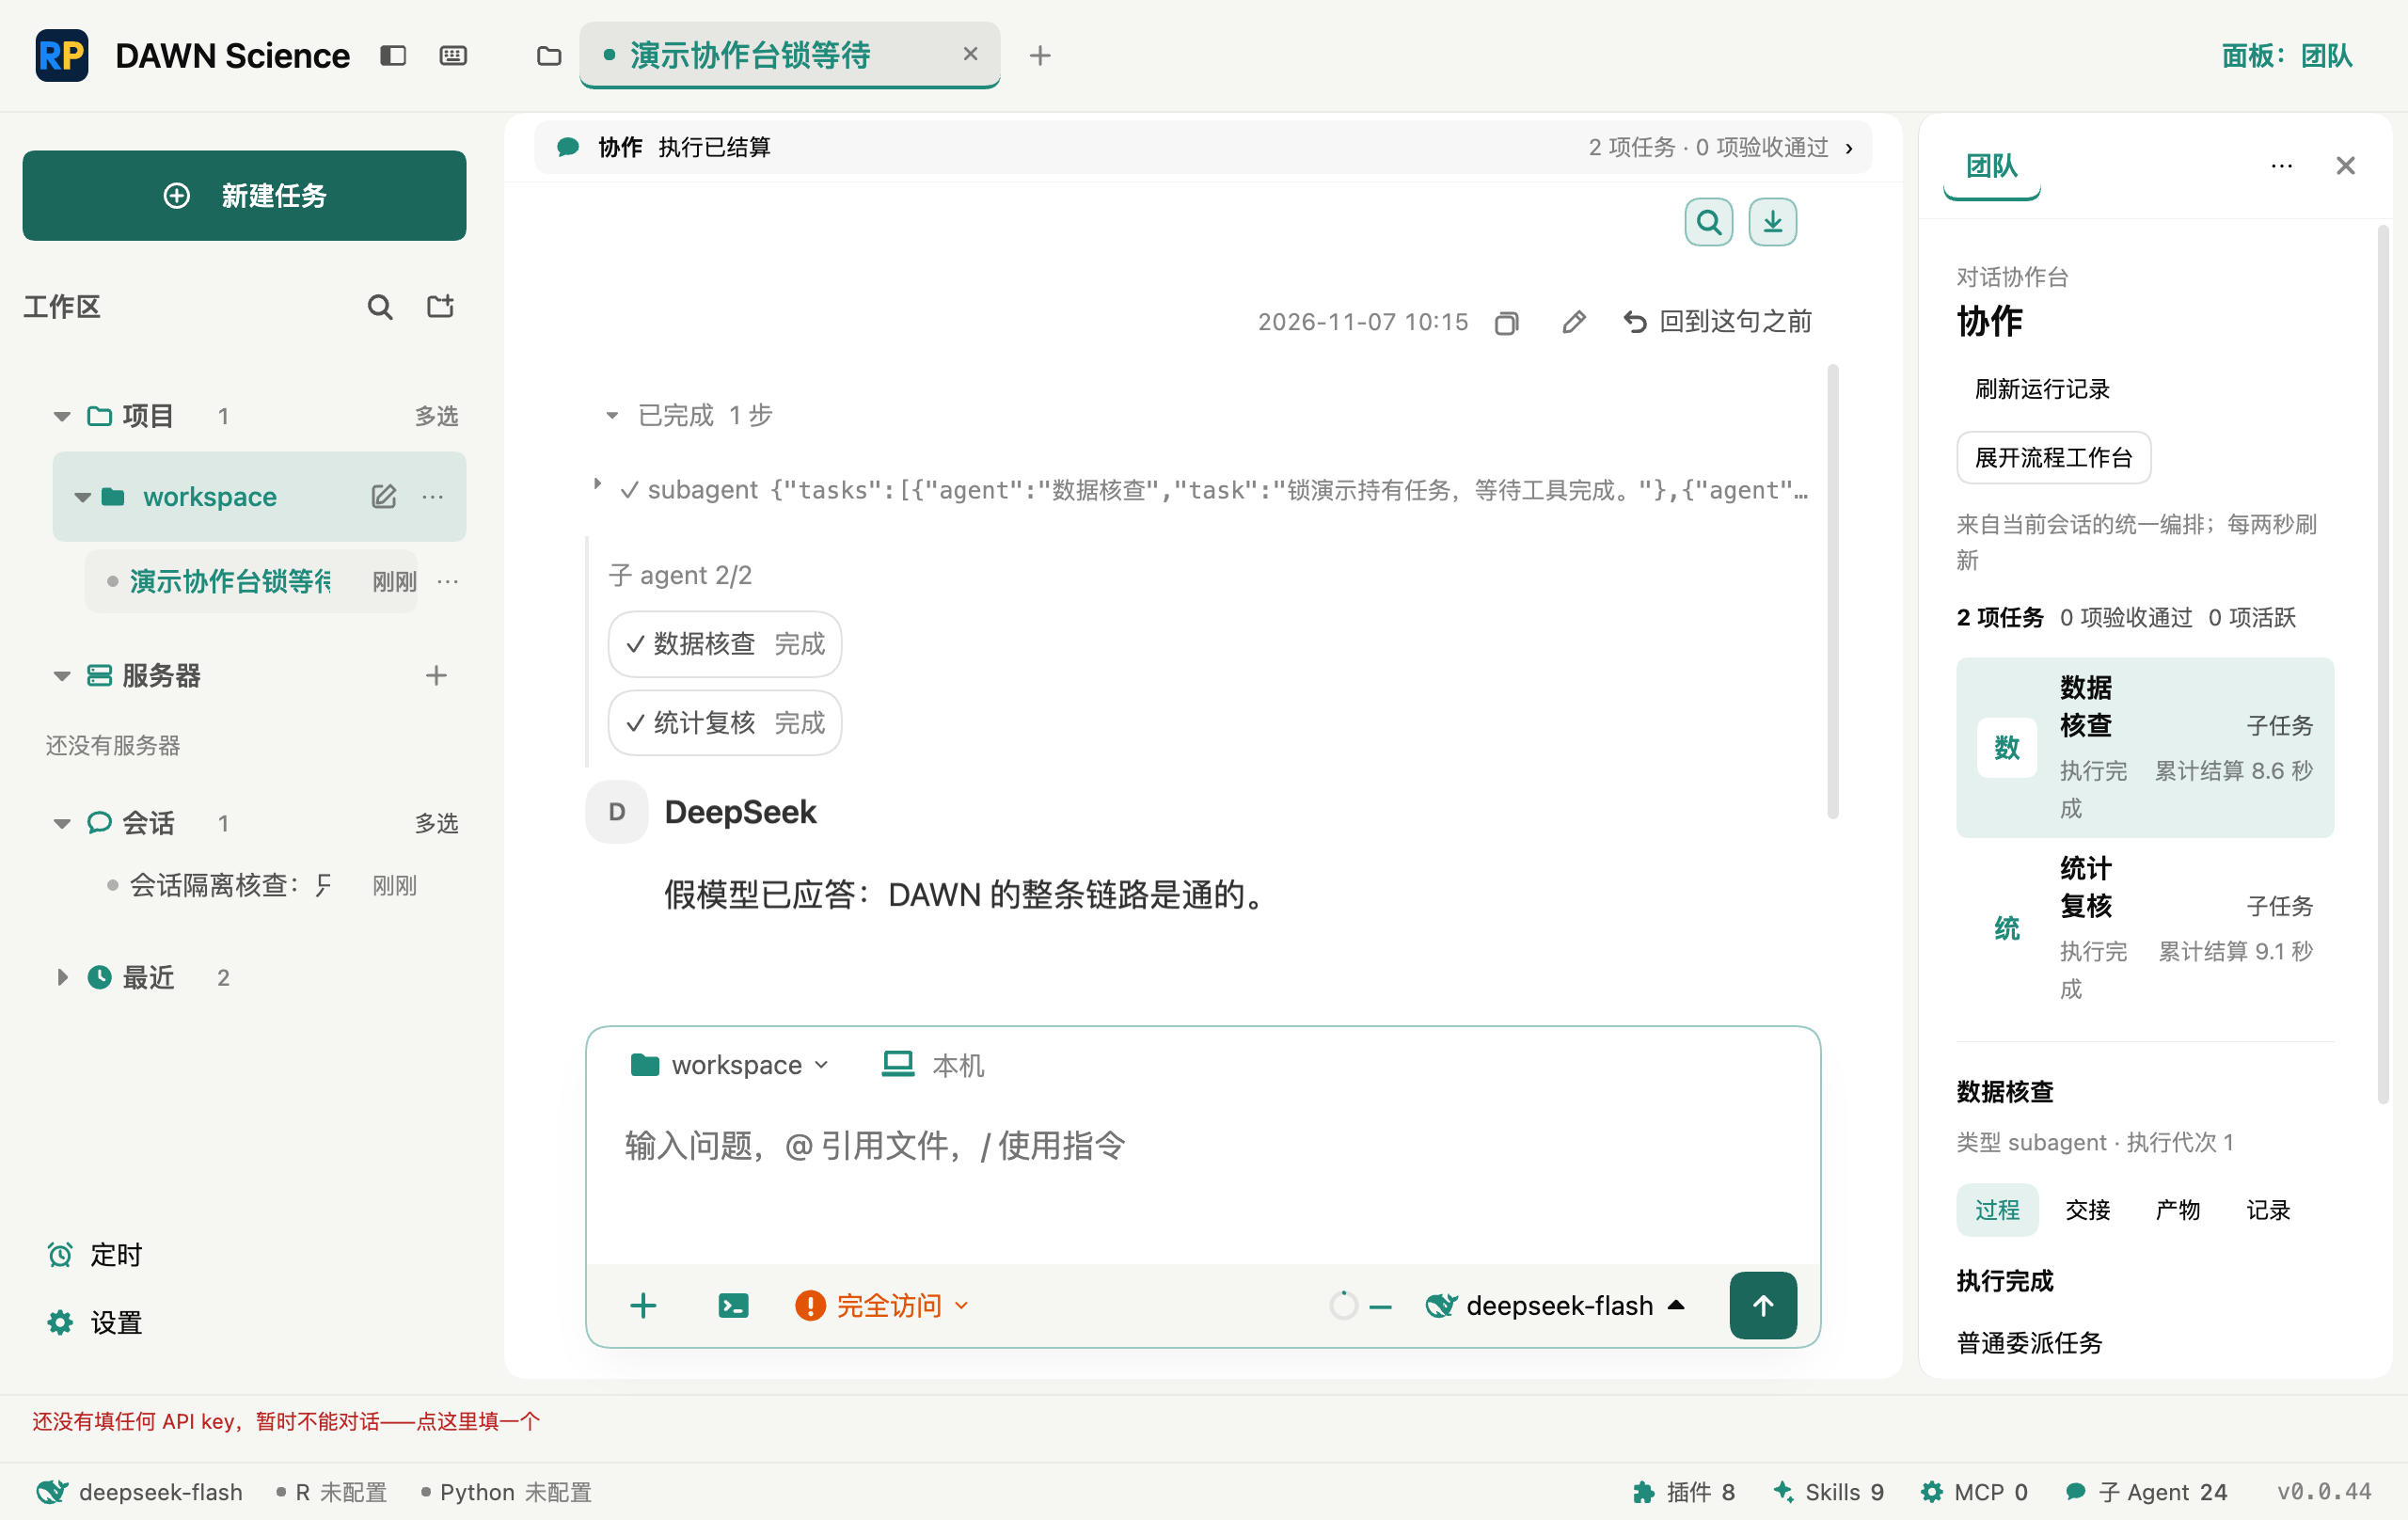 RP
DAWN Science
演示协作台锁等待
面板：团队
新建任务
工作区
项目 1 多选
workspace
演示协作台锁等待 刚刚
服务器
还没有服务器
会话 1 多选
会话隔离核查： 刚刚
最近 2
定时
设置
协作 执行已结算 2 项任务 · 0 项验收通过
2026-11-07 10:15 回到这句之前
已完成 1 步
subagent {"tasks":[{"agent":"数据核查","task":"锁演示持有任务，等待工具完成。"},{"agent"…
子 agent 2/2
数据核查 完成
统计复核 完成
D DeepSeek
假模型已应答：DAWN 的整条链路是通的。
workspace 本机
输入问题，@ 引用文件，/ 使用指令
完全访问 deepseek-flash
团队
对话协作台
协作
刷新运行记录
展开流程工作台
来自当前会话的统一编排；每两秒刷
新
2 项任务 0 项验收通过 0 项活跃
数据
核查 子任务
数
执行完 累计结算 8.6 秒
成
统计
复核 子任务
统
执行完 累计结算 9.1 秒
成
数据核查
类型 subagent · 执行代次 1
过程 交接 产物 记录
执行完成
普通委派任务
还没有填任何 API key，暂时不能对话——点这里填一个
deepseek-flash R 未配置 Python 未配置 插件 8 Skills 9 MCP 0 子 Agent 24 v0.0.44